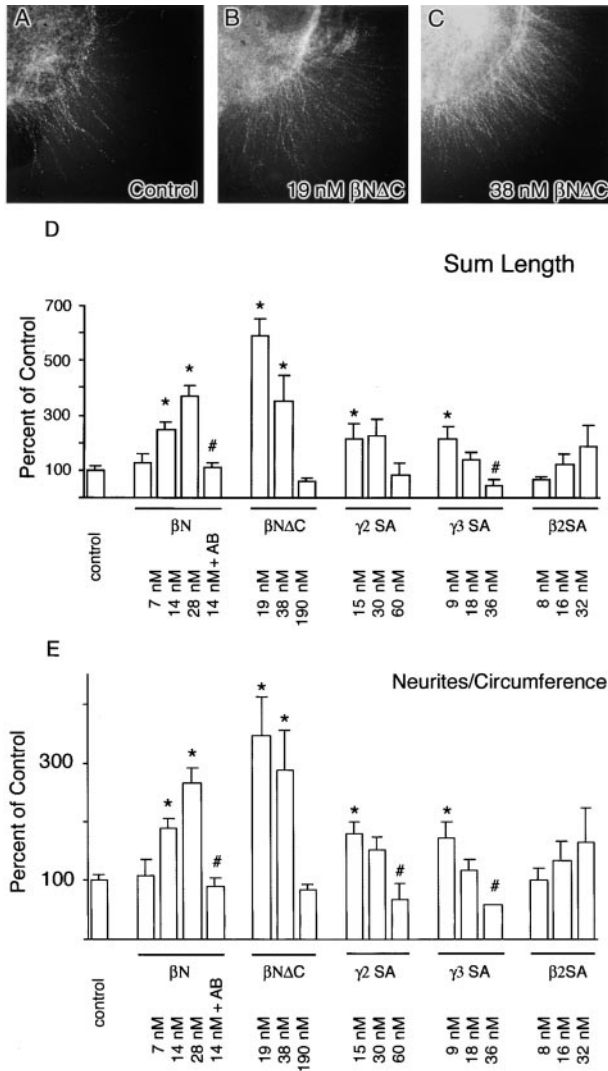 A
B
C
Control
19 nM βNΔC
38 nM βNΔC
D
Sum Length
Percent of Control
700
500
300
100
* * # * * * * #
control
βN
βNΔC
γ2 SA
γ3 SA
β2SA
7 nM
14 nM
28 nM
14 nM + AB
19 nM
38 nM
190 nM
15 nM
30 nM
60 nM
9 nM
18 nM
36 nM
8 nM
16 nM
32 nM
E
Neurites/Circumference
Percent of Control
300
100
* * # * * * # * #
control
βN
βNΔC
γ2 SA
γ3 SA
β2SA
7 nM
14 nM
28 nM
14 nM + AB
19 nM
38 nM
190 nM
15 nM
30 nM
60 nM
9 nM
18 nM
36 nM
8 nM
16 nM
32 nM